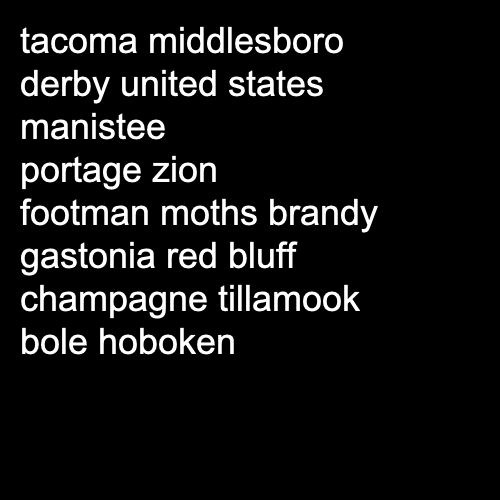 tacoma middlesboro
derby united states
manistee
portage zion
footman moths brandy
gastonia red bluff
champagne tillamook
bole hoboken